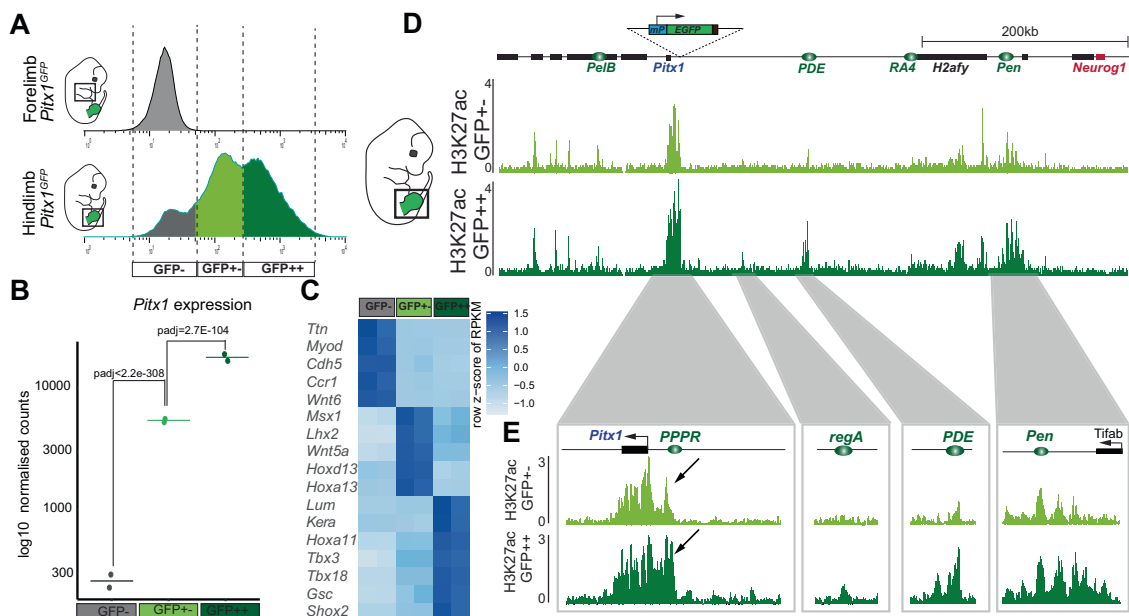 A
Forelimb
Pitx1GFP
Hindlimb
Pitx1GFP
GFP-
GFP+-
GFP++
B
Pitx1 expression
padj=2.7E-104
padj<2.2e-308
log10 normalised counts
10000
3000
1000
300
GFP-
GFP+-
GFP++
C
GFP-
GFP+-
GFP++
Ttn
Myod
Cdh5
Ccr1
Wnt6
Msx1
Lhx2
Wnt5a
Hoxd13
Hoxa13
Lum
Kera
Hoxa11
Tbx3
Tbx18
Gsc
Shox2
row z-score of RPKM
1.5
1.0
0.5
0.0
−0.5
−1.0
D
mP
EGFP
200kb
PelB
Pitx1
PDE
RA4
H2afy
Pen
Neurog1
H3K27ac
GFP+-
4
0
H3K27ac
GFP++
4
0
E
Pitx1
PPPR
regA
PDE
Pen
Tifab
H3K27ac
GFP+-
3
0
H3K27ac
GFP++
3
0